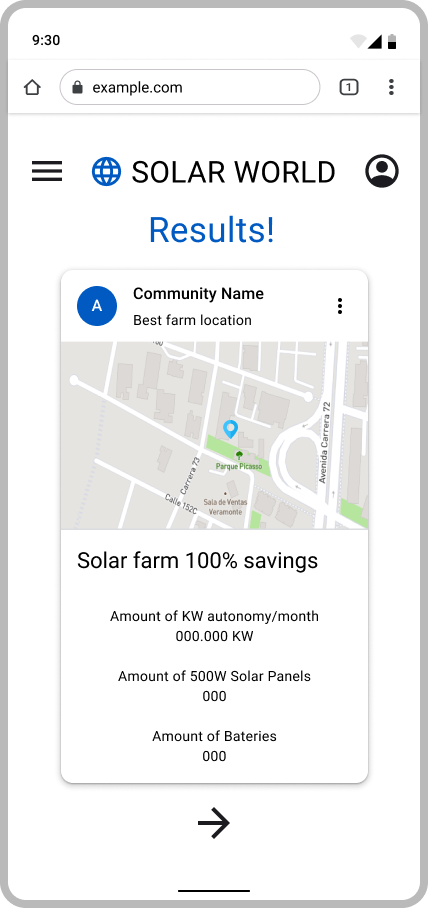 9:30
example.com
1
SOLAR WORLD
Results!
A
Community Name
Best farm location
Avenida Carrera 72
Parque Picasso
Carrera 73
Sala de Ventas
Veramonte
Calle 152C
Solar farm 100% savings
Amount of KW autonomy/month
000.000 KW
Amount of 500W Solar Panels
000
Amount of Bateries
000